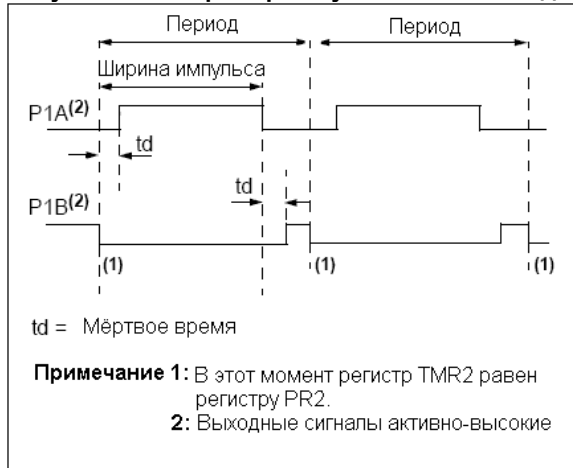 Период Период
Ширина импульса
P1A(2)
td
td
P1B(2)
(1) (1) (1)
td = Мёртвое время
Примечание 1: В этот момент регистр TMR2 равен
регистру PR2.
2: Выходные сигналы активно-высокие